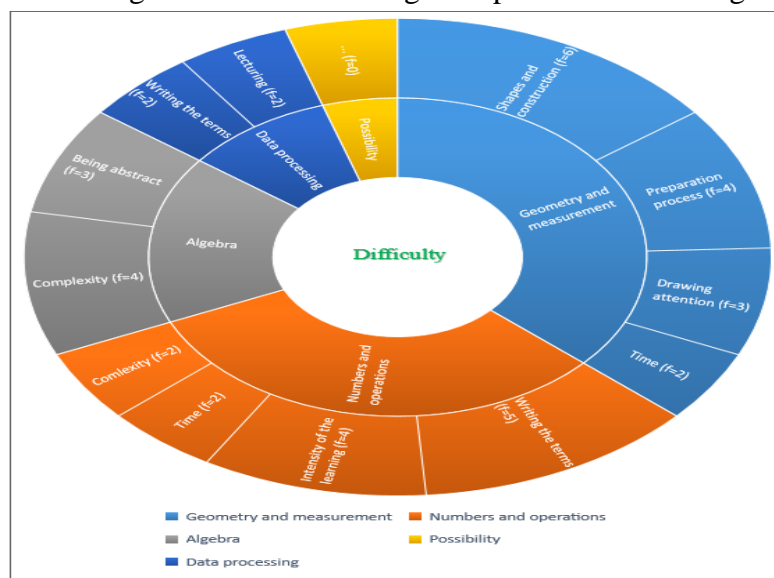 Shapes and
construction (f=6)
Preparation
process (f=4)
Drawing
attention (f=3)
Time (f=2)
Geometry and
measurement
Writing the terms
(f=5)
Intensity of the
learning (f=4)
Time (f=2)
Comlexity (f=2)
Numbers and
operations
Complexity (f=4)
Being abstract
(f=3)
Algebra
Writing the terms
(f=2)
Lecturing (f=2)
Data processing
... (f=0)
Possibility
Difficulty
Geometry and measurement
Numbers and operations
Algebra
Possibility
Data processing